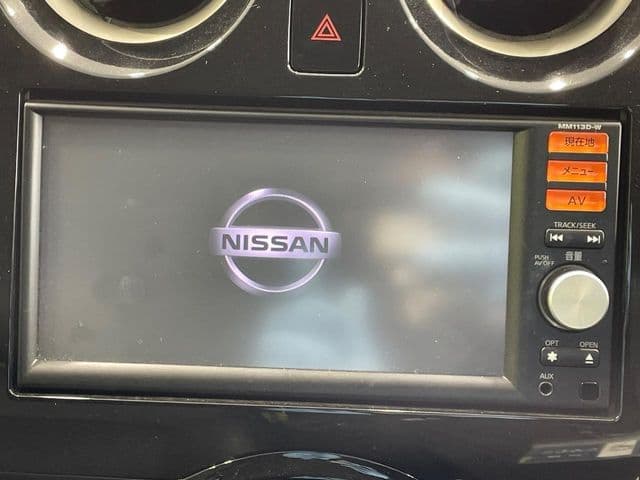 MM113D-W
現在地
メニュー
AV
TRACK/SEEK
PUSH
AV OFF
音量
NISSAN
OPT
OPEN
AUX